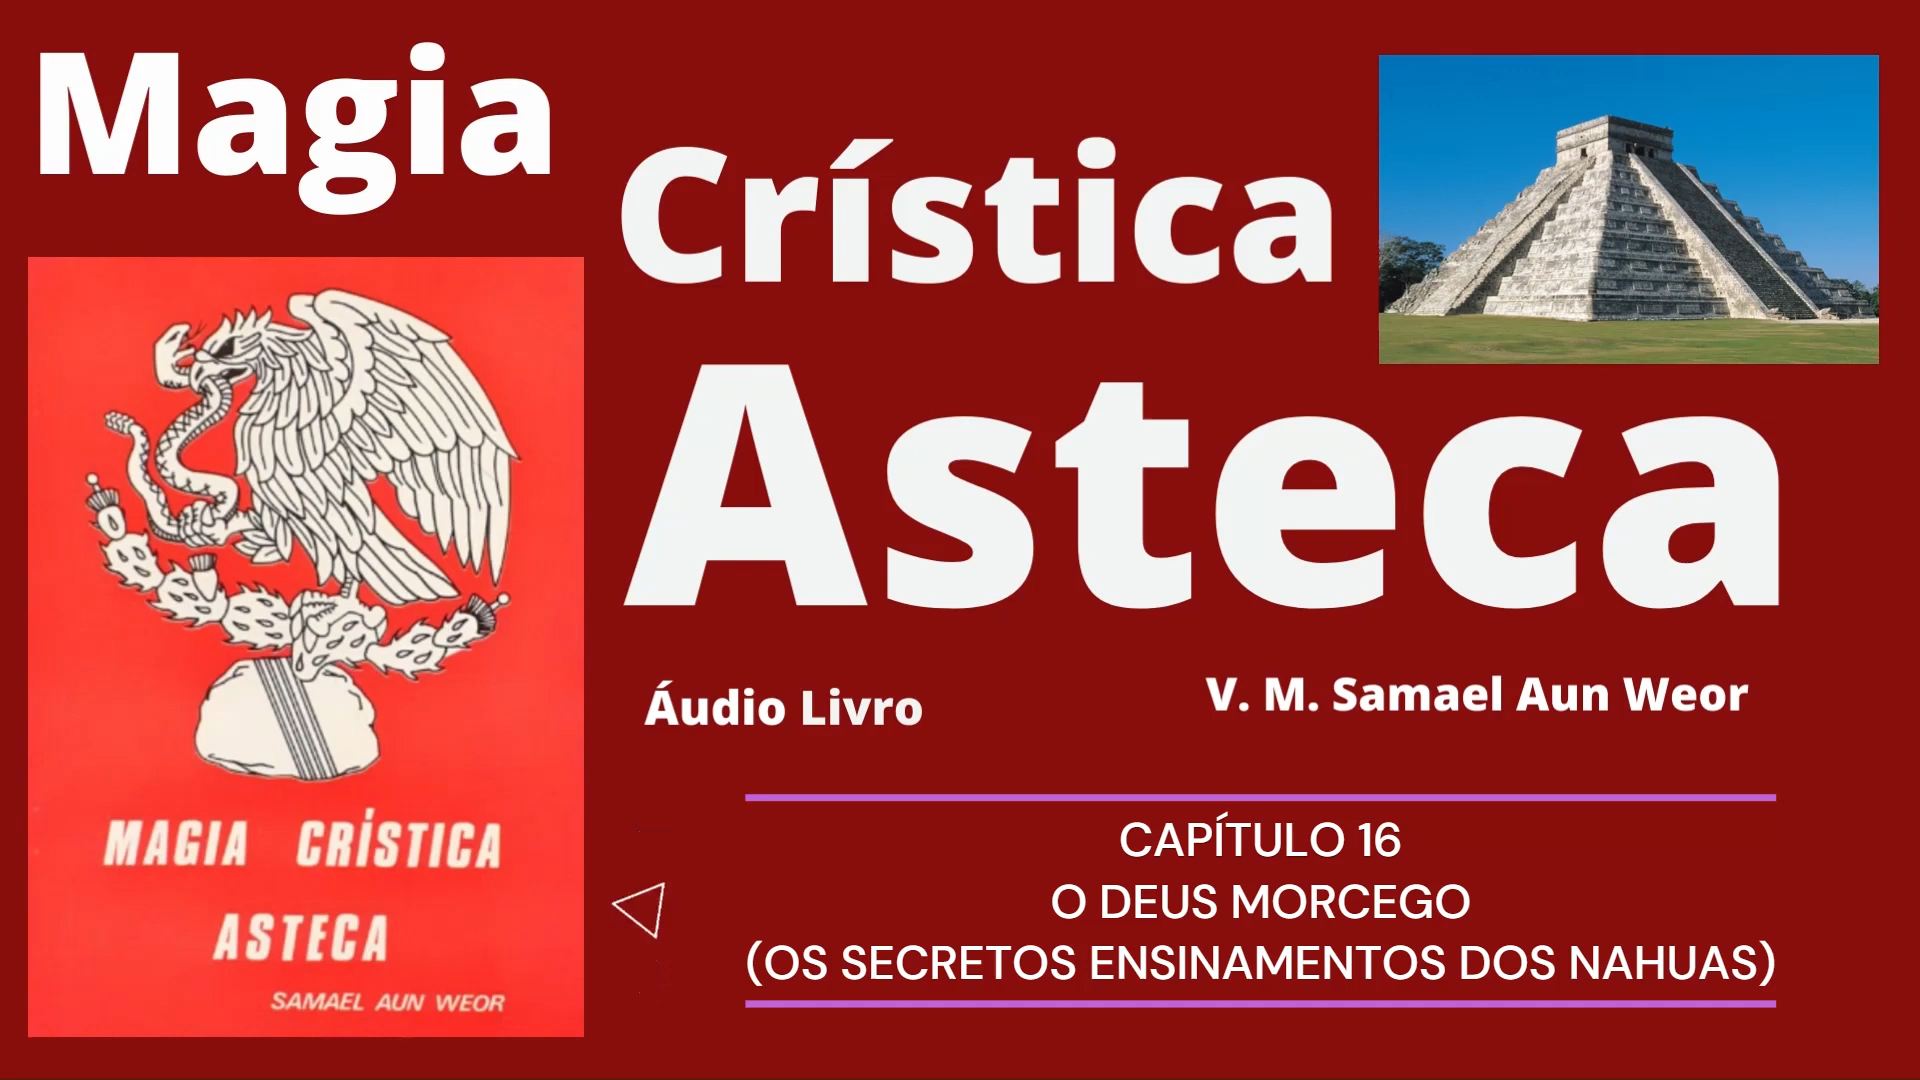 Magia
Crística
Asteca
Áudio Livro
V. M. Samael Aun Weor
CAPÍTULO 16
O DEUS MORCEGO
(OS SECRETOS ENSINAMENTOS DOS NAHUAS)
MAGIA CRÍSTICA
ASTECA
SAMAEL AUN WEOR